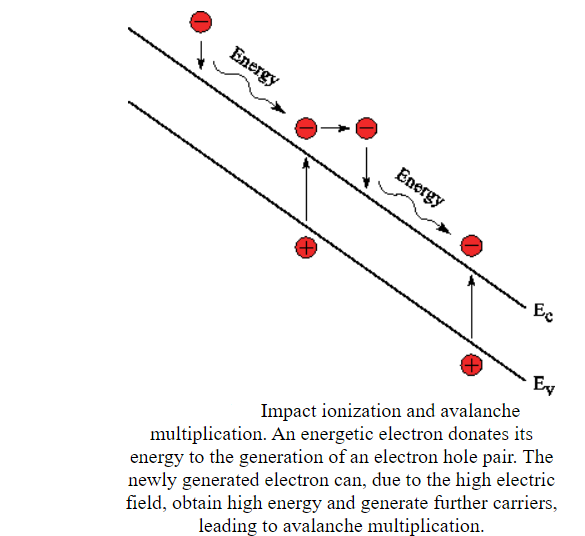 Energy
Energy
Ec
Ev
Impact ionization and avalanche
multiplication. An energetic electron donates its
energy to the generation of an electron hole pair. The
newly generated electron can, due to the high electric
field, obtain high energy and generate further carriers,
leading to avalanche multiplication.